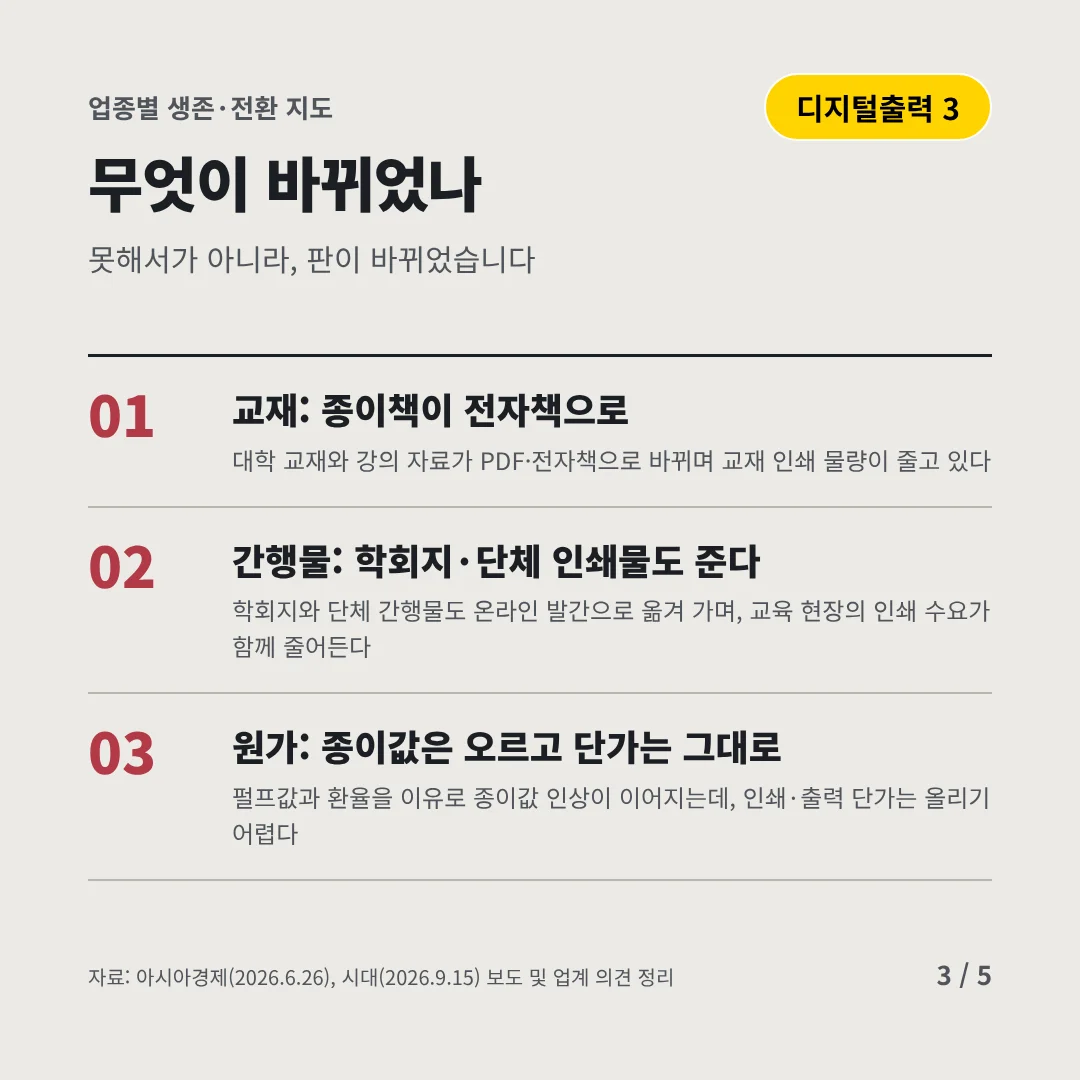 업종별 생존·전환 지도
디지털출력 3
무엇이 바뀌었나
못해서가 아니라, 판이 바뀌었습니다
01
교재: 종이책이 전자책으로
대학 교재와 강의 자료가 PDF·전자책으로 바뀌며 교재 인쇄 물량이 줄고 있다
02
간행물: 학회지·단체 인쇄물도 준다
학회지와 단체 간행물도 온라인 발간으로 옮겨 가며, 교육 현장의 인쇄 수요가
함께 줄어든다
03
원가: 종이값은 오르고 단가는 그대로
펄프값과 환율을 이유로 종이값 인상이 이어지는데, 인쇄·출력 단가는 올리기
어렵다
자료: 아시아경제(2026.6.26), 시대(2026.9.15) 보도 및 업계 의견 정리
3 / 5